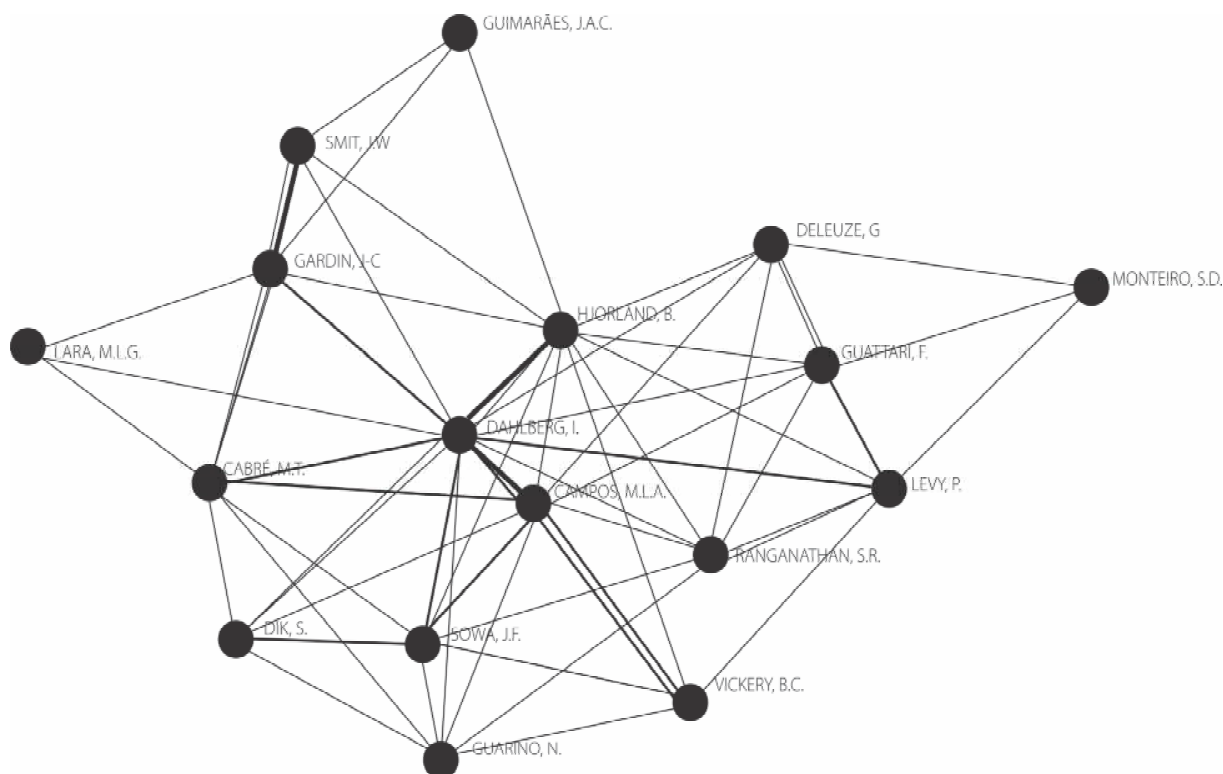 GUIMARÃES, J.A.C.
SMIT, J.W
DELEUZE, G
GARDIN, J-C
MONTEIRO, S.D.
HJORLAND, B.
LARA, M.L.G.
GUATTARI, F.
DAHLBERG, I.
CABRÉ, M.T.
LEVY, P.
CAMPOS, M.L.A.
RANGANATHAN, S.R.
DIK, S.
SOWA, J.F.
VICKERY, B.C.
GUARINO, N.